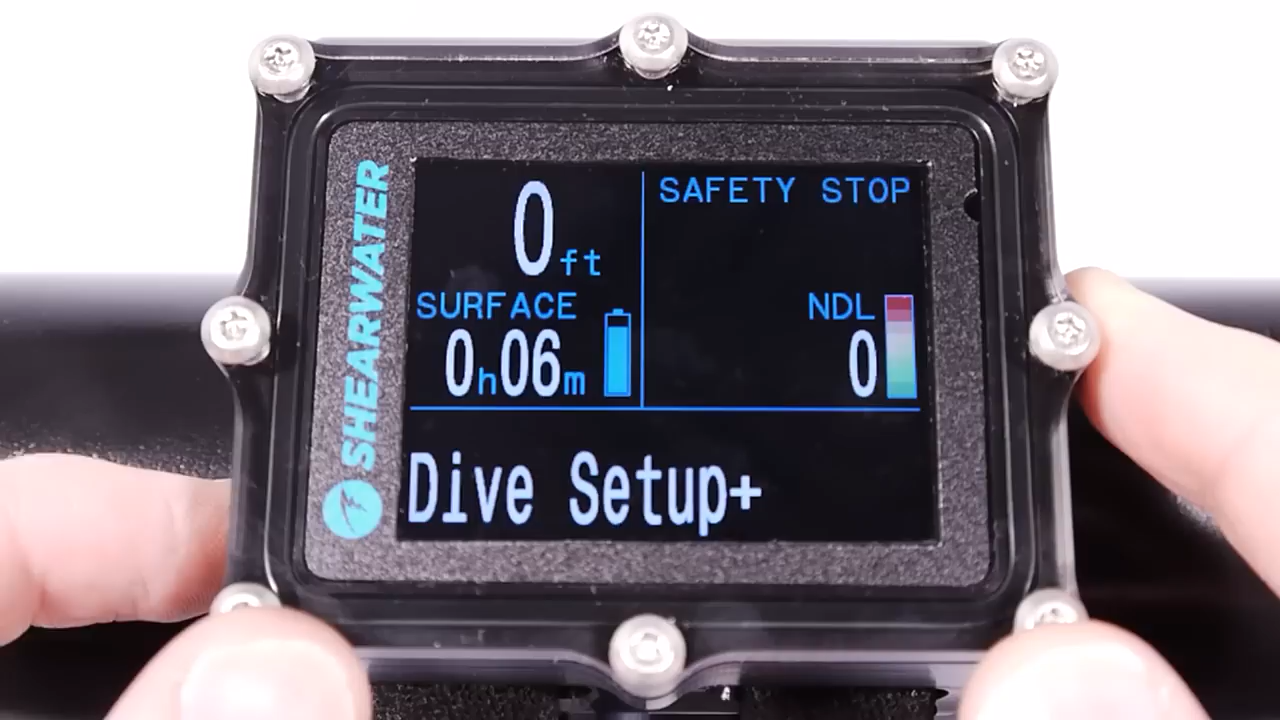 SHEARWATER
0ft
SAFETY STOP
SURFACE
0h06m
NDL
0
Dive Setup+